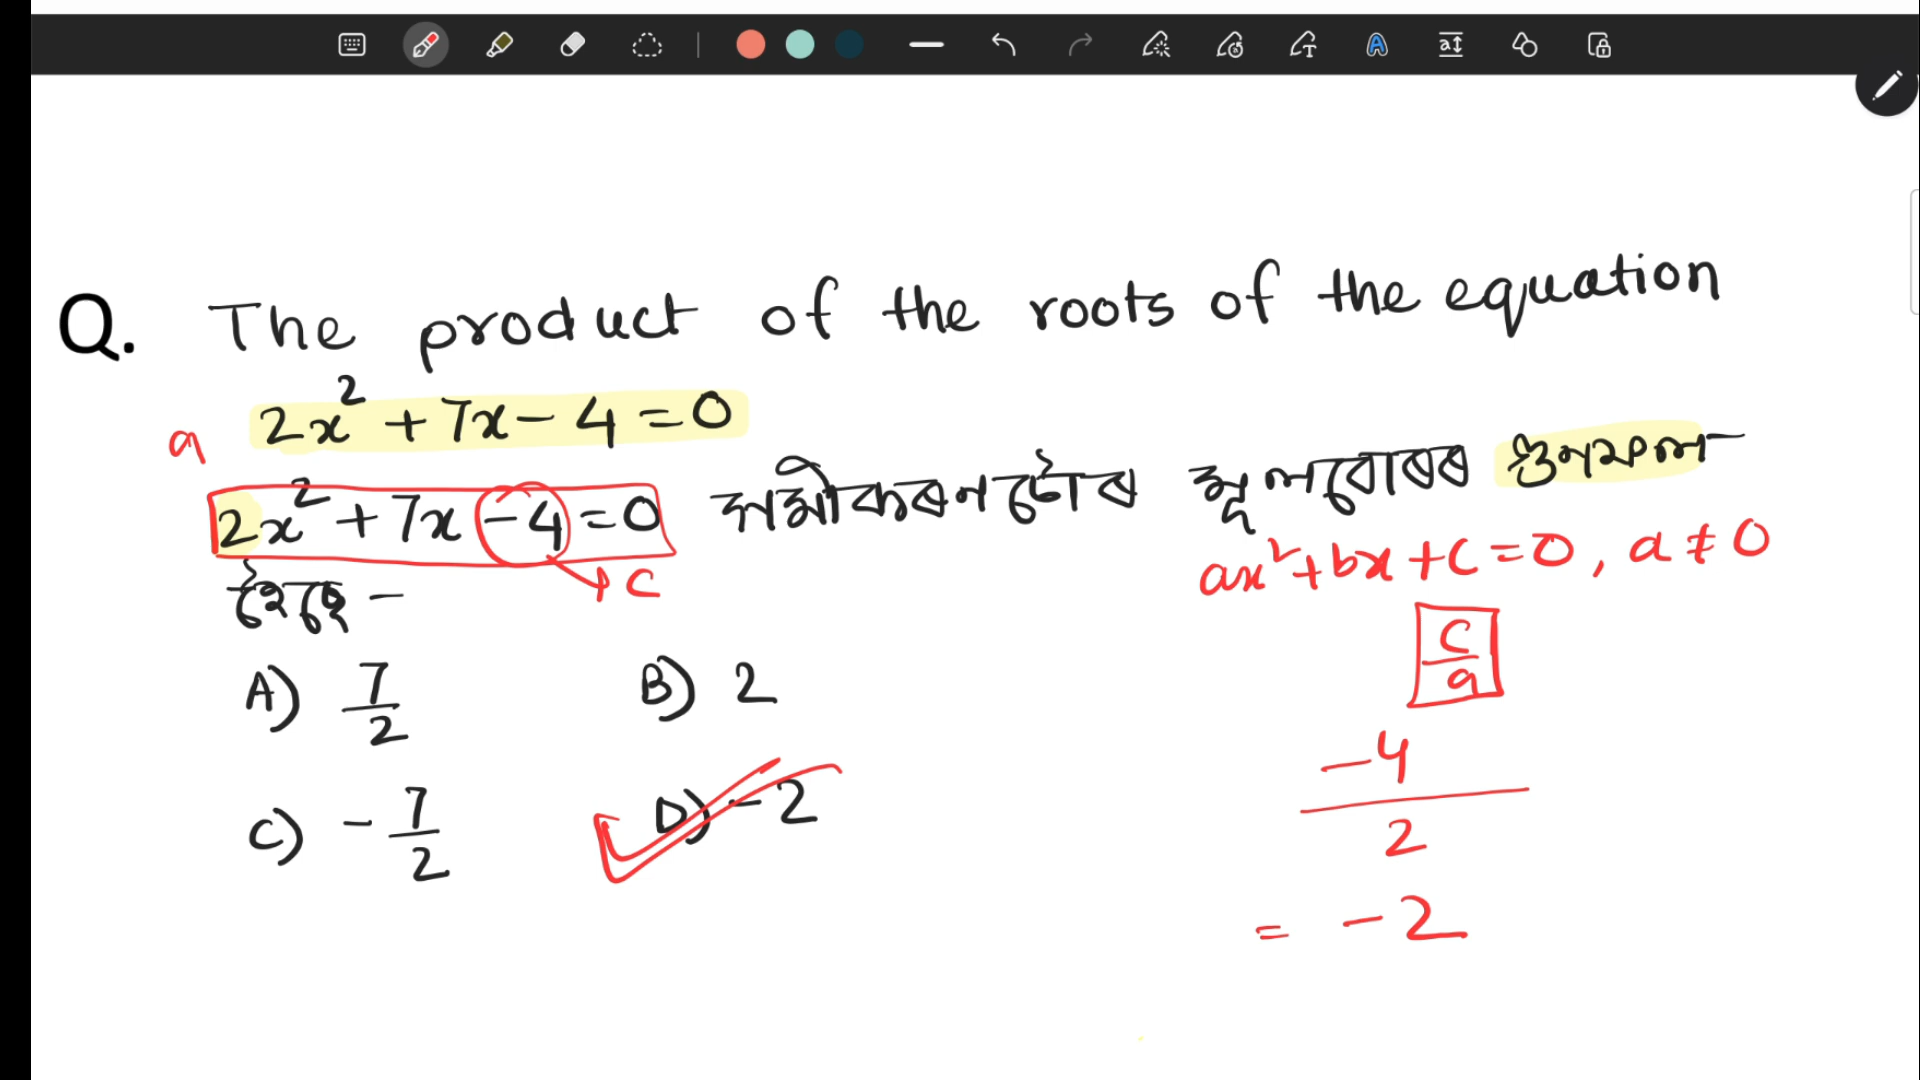 Q. The product of the roots of the equation
2x² + 7x - 4 = 0
a
2x² + 7x - 4 = 0 সমীকৰণটোৰ মূলবোৰৰ গুণফল
c
ax² + bx + c = 0, a ≠ 0
হৈছে -
c/a
A) 7/2 B) 2
-4/2
C) - 7/2 D) - 2
= - 2